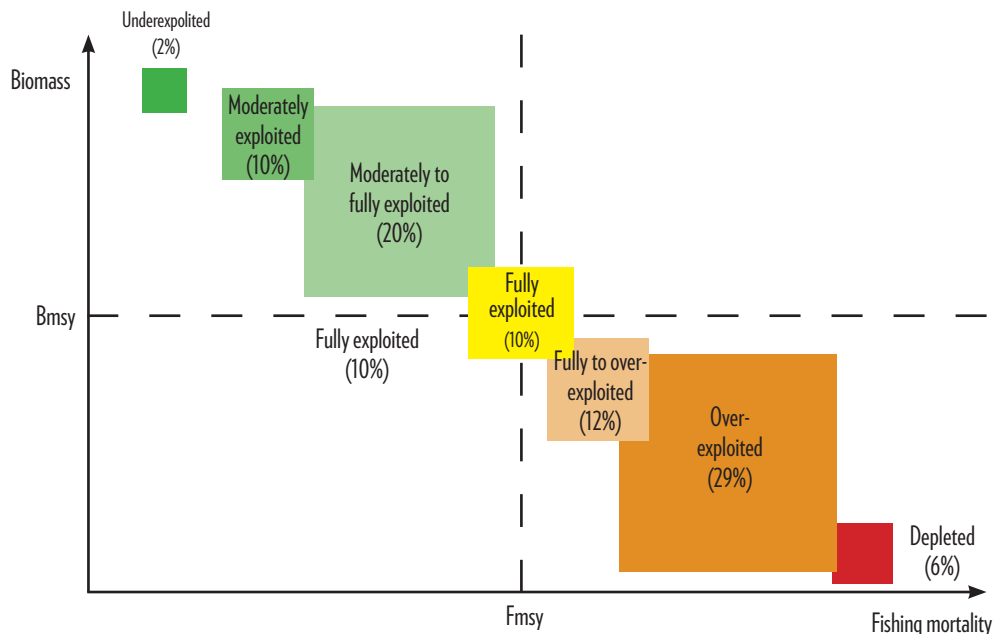 Underexpolited
(2%)
Biomass
Moderately
exploited
(10%)
Moderately to
fully exploited
(20%)
Fully
exploited
(10%)
Bmsy
Fully exploited
(10%)
Fully to over-
exploited
(12%)
Over-
exploited
(29%)
Depleted
(6%)
Fmsy
Fishing mortality